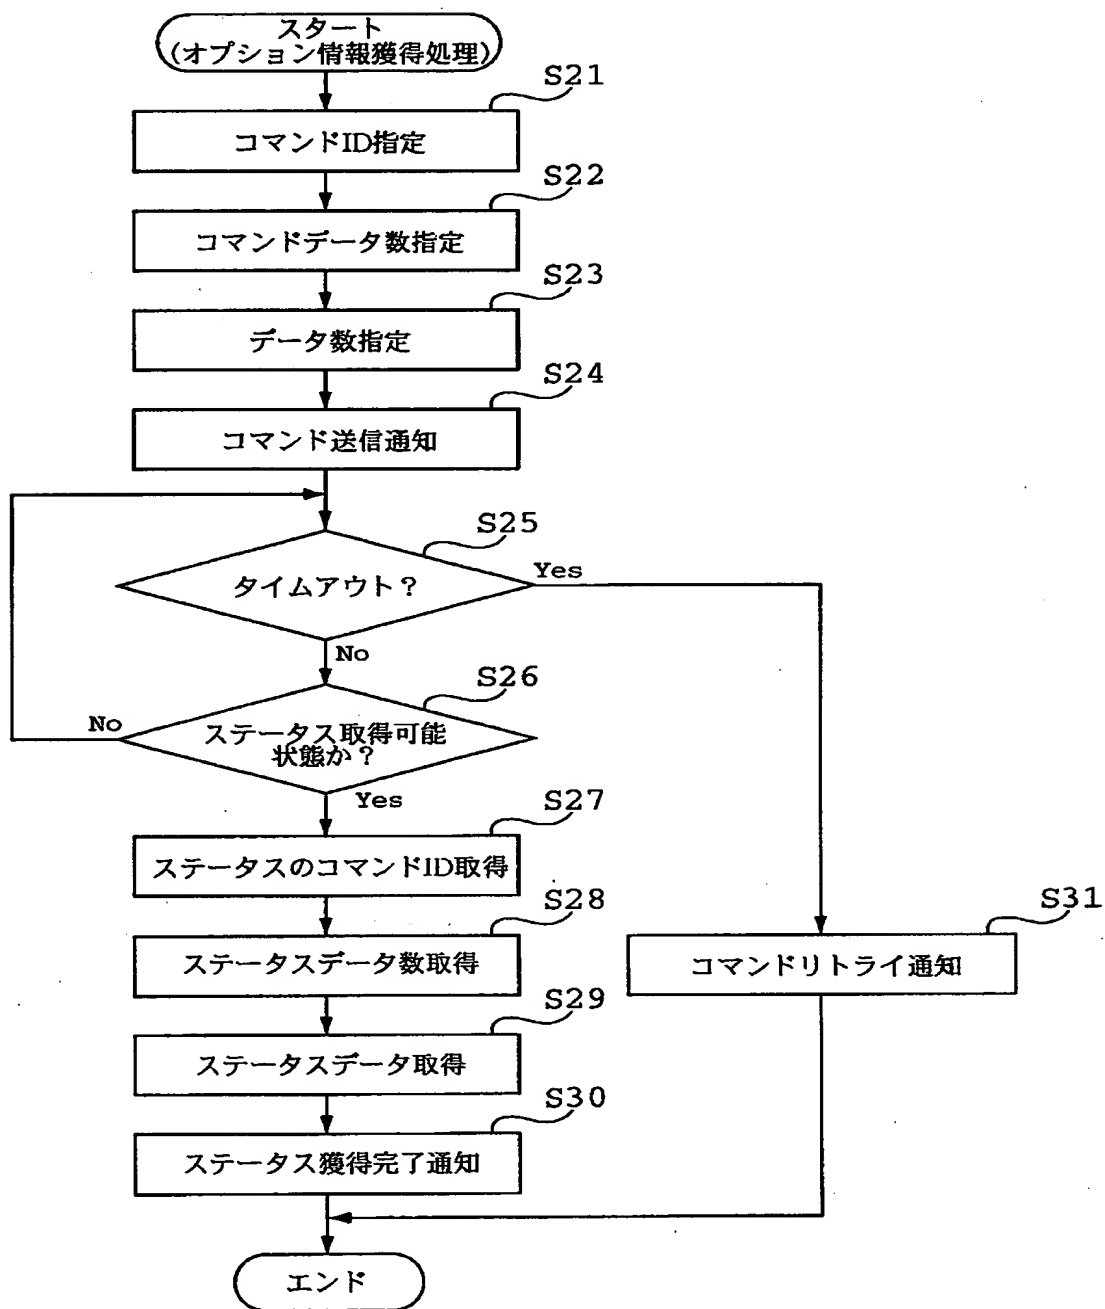 スタート
(オプション情報獲得処理)
S21
コマンドID指定
S22
コマンドデータ数指定
S23
データ数指定
S24
コマンド送信通知
S25
タイムアウト?
Yes
No
S26
ステータス取得可能
状態か?
No
Yes
S27
ステータスのコマンドID取得
S28
ステータスデータ数取得
S31
コマンドリトライ通知
S29
ステータスデータ取得
S30
ステータス獲得完了通知
エンド